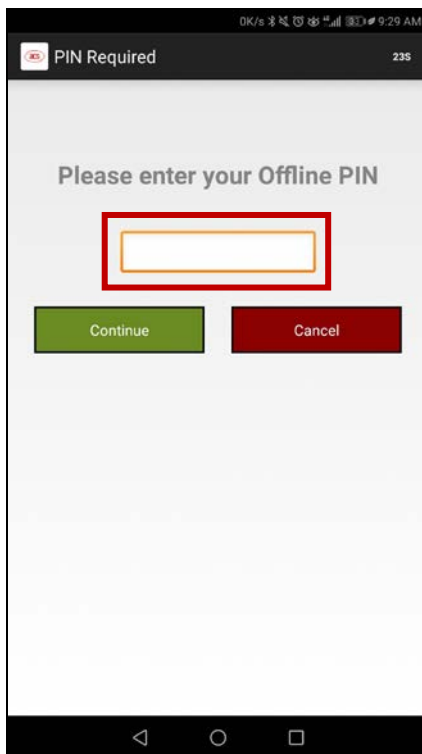 0K/s 9:29 AM
PIN Required 23S
Please enter your Offline PIN
Continue Cancel